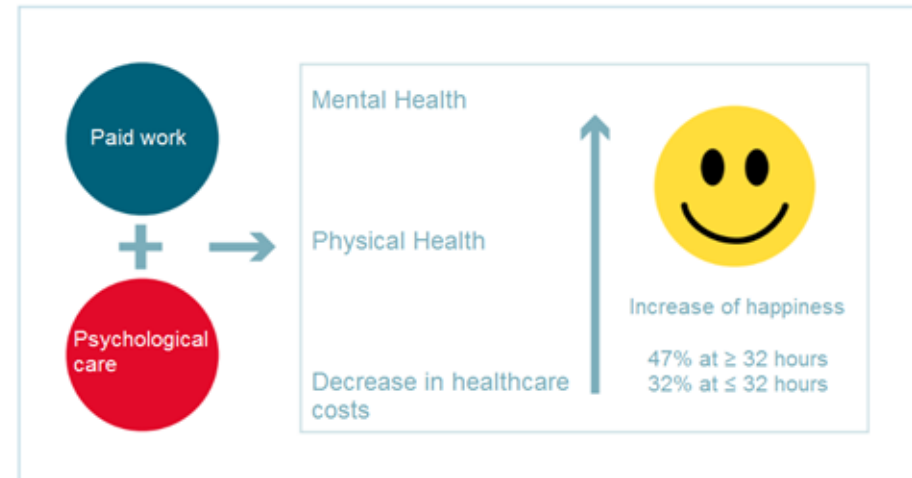 Paid work
+
Psychological
care
Mental Health
Physical Health
Decrease in healthcare
costs
Increase of happiness
47% at ≥ 32 hours
32% at ≤ 32 hours